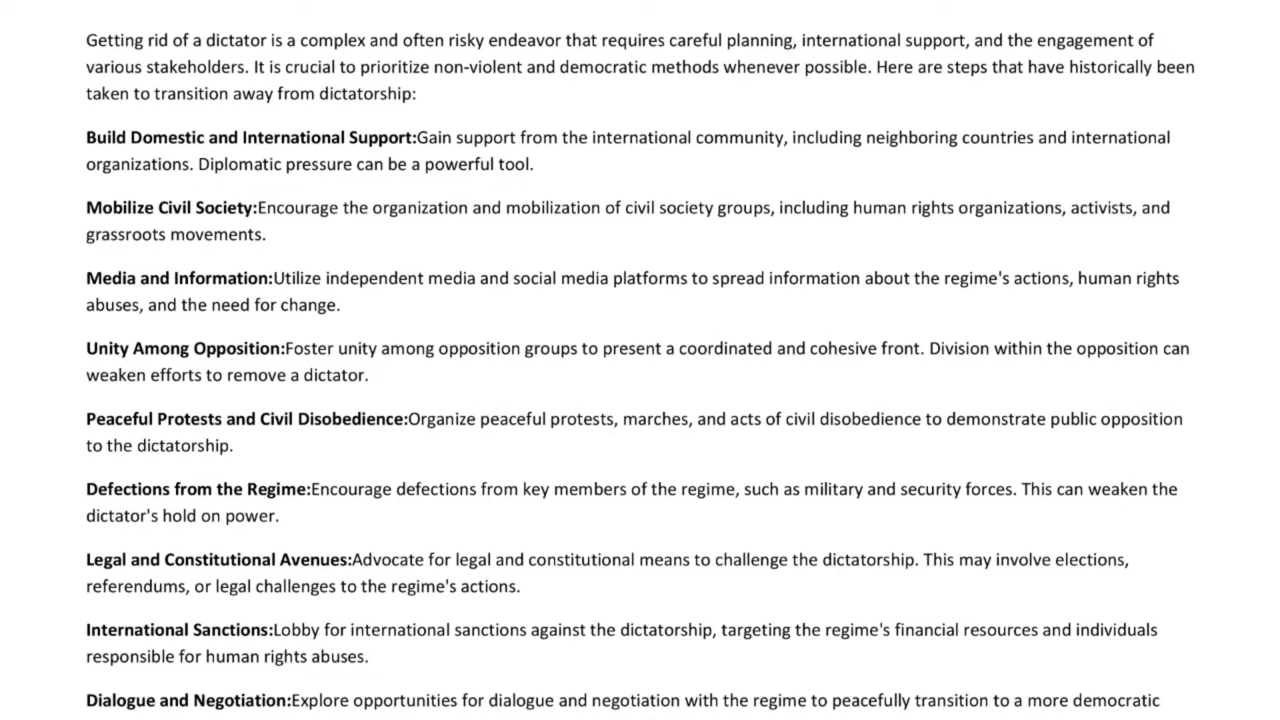 Getting rid of a dictator is a complex and often risky endeavor that requires careful planning, international support, and the engagement of
various stakeholders. It is crucial to prioritize non-violent and democratic methods whenever possible. Here are steps that have historically been
taken to transition away from dictatorship:
Build Domestic and International Support:Gain support from the international community, including neighboring countries and international
organizations. Diplomatic pressure can be a powerful tool.
Mobilize Civil Society:Encourage the organization and mobilization of civil society groups, including human rights organizations, activists, and
grassroots movements.
Media and Information:Utilize independent media and social media platforms to spread information about the regime's actions, human rights
abuses, and the need for change.
Unity Among Opposition:Foster unity among opposition groups to present a coordinated and cohesive front. Division within the opposition can
weaken efforts to remove a dictator.
Peaceful Protests and Civil Disobedience:Organize peaceful protests, marches, and acts of civil disobedience to demonstrate public opposition
to the dictatorship.
Defections from the Regime:Encourage defections from key members of the regime, such as military and security forces. This can weaken the
dictator's hold on power.
Legal and Constitutional Avenues:Advocate for legal and constitutional means to challenge the dictatorship. This may involve elections,
referendums, or legal challenges to the regime's actions.
International Sanctions:Lobby for international sanctions against the dictatorship, targeting the regime's financial resources and individuals
responsible for human rights abuses.
Dialogue and Negotiation:Explore opportunities for dialogue and negotiation with the regime to peacefully transition to a more democratic